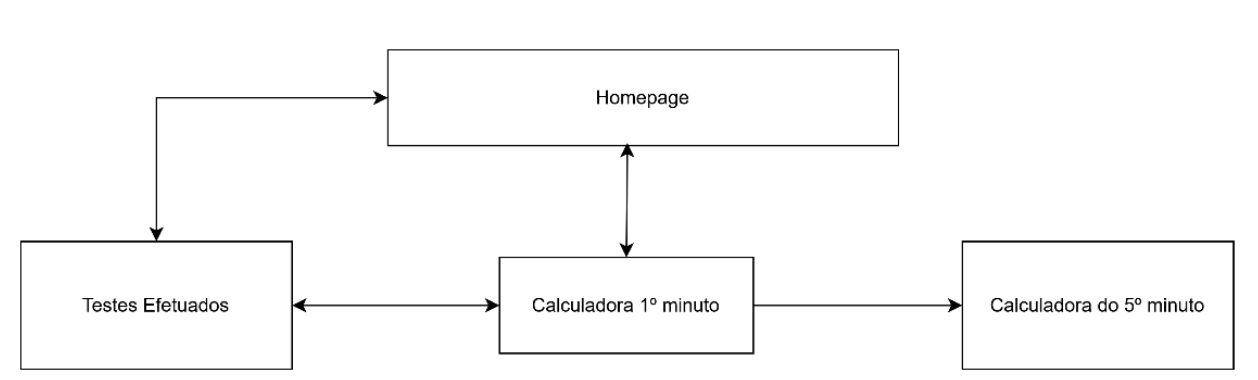 Homepage
Testes Efetuados
Calculadora 1º minuto
Calculadora do 5º minuto